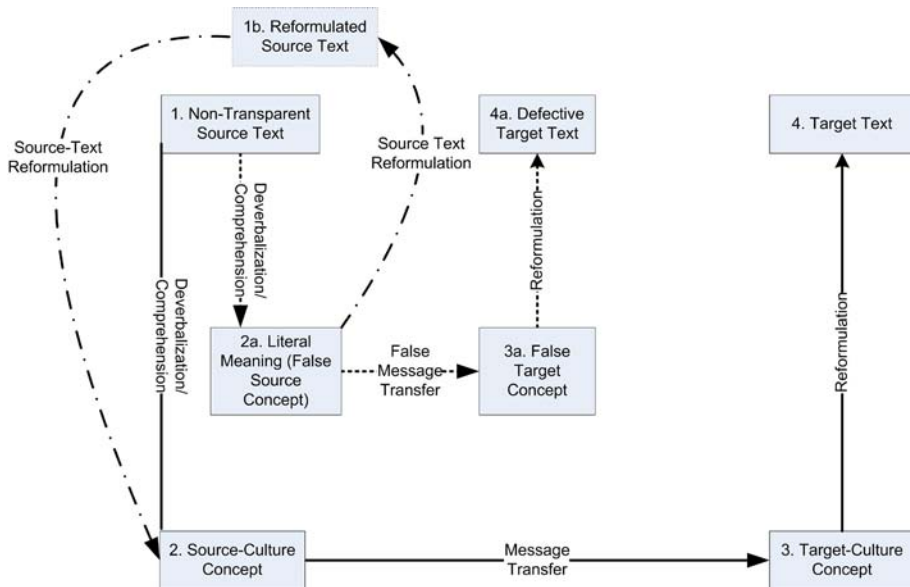 1b. Reformulated
Source Text
1. Non-Transparent
Source Text
4a. Defective
Target Text
4. Target Text
Source-Text
Reformulation
Source Text
Reformulation
Deverbalization/
Comprehension
Reformulation
Reformulation
Deverbalization/
Comprehension
2a. Literal
Meaning (False
Source
Concept)
False
Message
Transfer
3a. False
Target
Concept
2. Source-Culture
Concept
Message
Transfer
3. Target-Culture
Concept